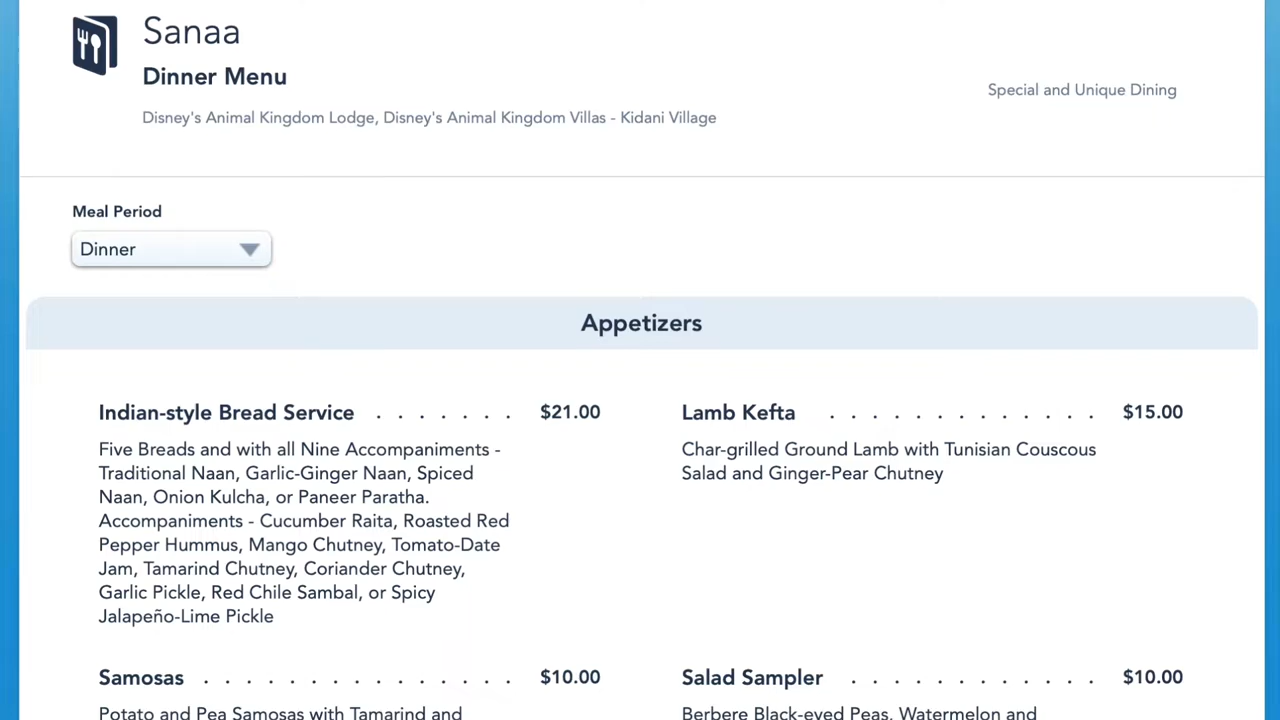 Sanaa
Dinner Menu
Special and Unique Dining
Disney's Animal Kingdom Lodge, Disney's Animal Kingdom Villas - Kidani Village
Meal Period
Dinner
Appetizers
Indian-style Bread Service . . . . . . . $21.00
Five Breads and with all Nine Accompaniments -
Traditional Naan, Garlic-Ginger Naan, Spiced
Naan, Onion Kulcha, or Paneer Paratha.
Accompaniments - Cucumber Raita, Roasted Red
Pepper Hummus, Mango Chutney, Tomato-Date
Jam, Tamarind Chutney, Coriander Chutney,
Garlic Pickle, Red Chile Sambal, or Spicy
Jalapeño-Lime Pickle
Lamb Kefta . . . . . . . . . . . . . $15.00
Char-grilled Ground Lamb with Tunisian Couscous
Salad and Ginger-Pear Chutney
Samosas . . . . . . . . . . . . . . . $10.00
Potato and Pea Samosas with Tamarind and
Salad Sampler . . . . . . . . . . . . $10.00
Berbere Black-eyed Peas, Watermelon and